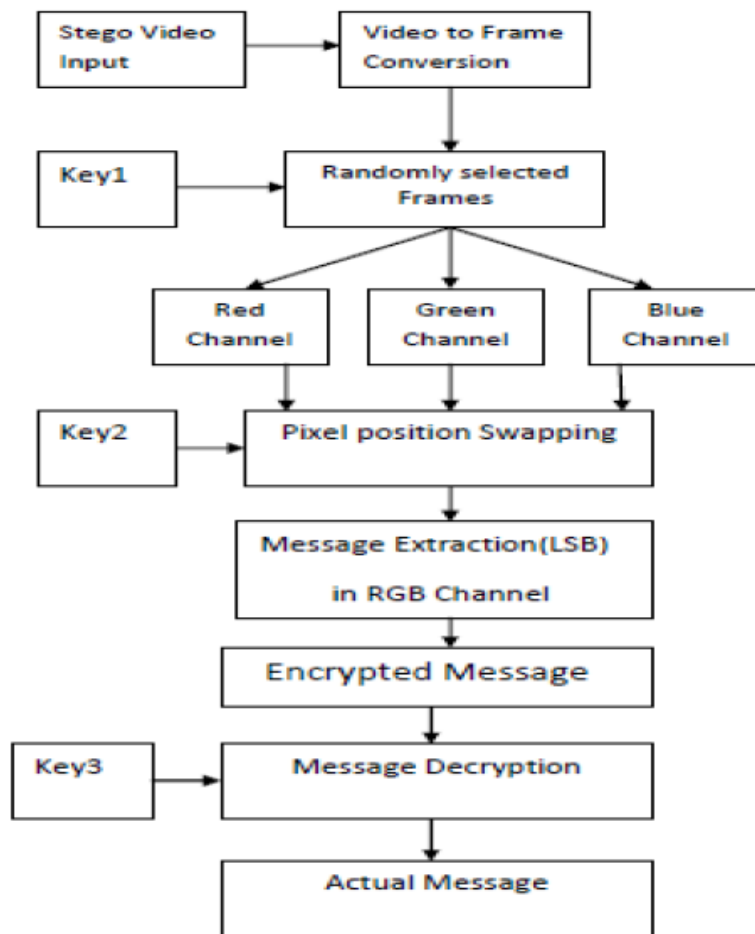 Stego Video
Input
Video to Frame
Conversion
Key1
Randomly selected
Frames
Red
Channel
Green
Channel
Blue
Channel
Key2
Pixel position Swapping
Message Extraction(LSB)
in RGB Channel
Encrypted Message
Key3
Message Decryption
Actual Message